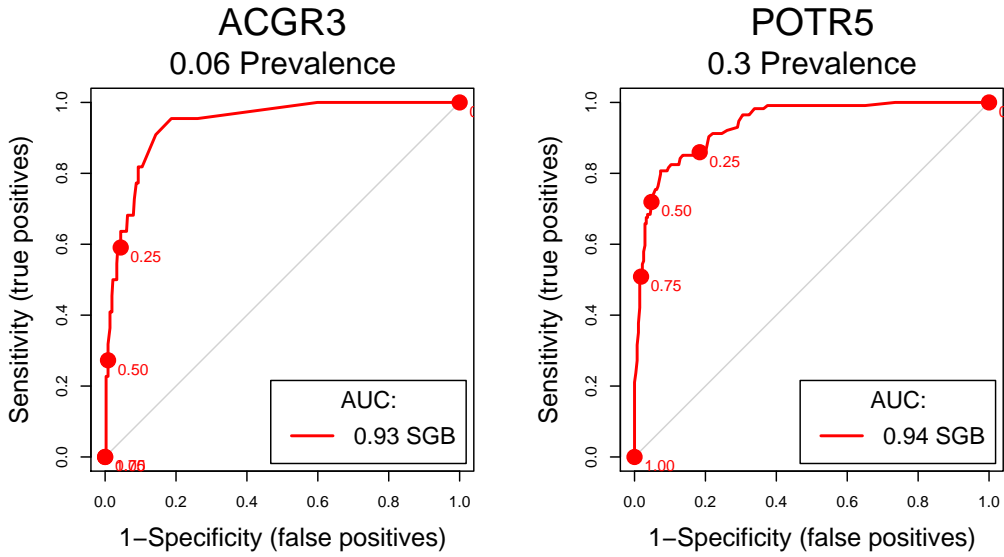 ACGR3
0.06 Prevalence
Sensitivity (true positives)
1.0
0.8
0.6
0.4
0.2
0.0
0.25
0.50
1.00
0
AUC:
0.93 SGB
0.0 0.2 0.4 0.6 0.8 1.0
1−Specificity (false positives)
POTR5
0.3 Prevalence
Sensitivity (true positives)
1.0
0.8
0.6
0.4
0.2
0.0
0.25
0.50
0.75
1.00
0
AUC:
0.94 SGB
0.0 0.2 0.4 0.6 0.8 1.0
1−Specificity (false positives)